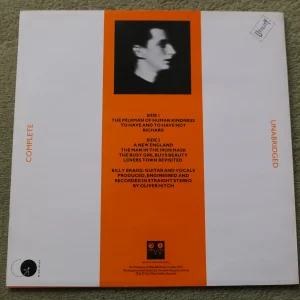 COMPLETE
UNABRIDGED
SIDE 1
THE MILKMAN OF HUMAN KINDNESS
TO HAVE AND TO HAVE NOT
RICHARD
SIDE 2
A NEW ENGLAND
THE MAN IN THE IRON MASK
THE BUSY GIRL BUYS BEAUTY
LOVERS TOWN REVISITED
BILLY BRAGG: GUITAR AND VOCALS
PRODUCED, ENGINEERED AND
RECORDED IN STRAIGHT STEREO
BY OLIVER HITCH